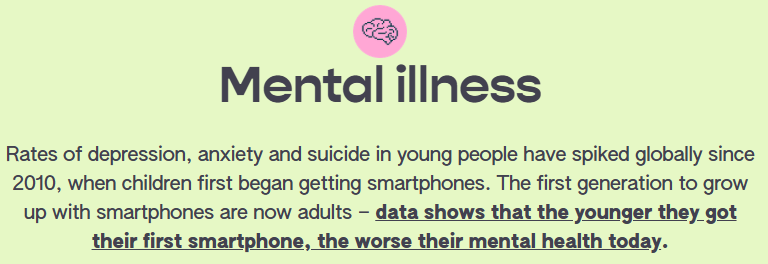 Mental illness
Rates of depression, anxiety and suicide in young people have spiked globally since
2010, when children first began getting smartphones. The first generation to grow
up with smartphones are now adults – data shows that the younger they got
their first smartphone, the worse their mental health today.